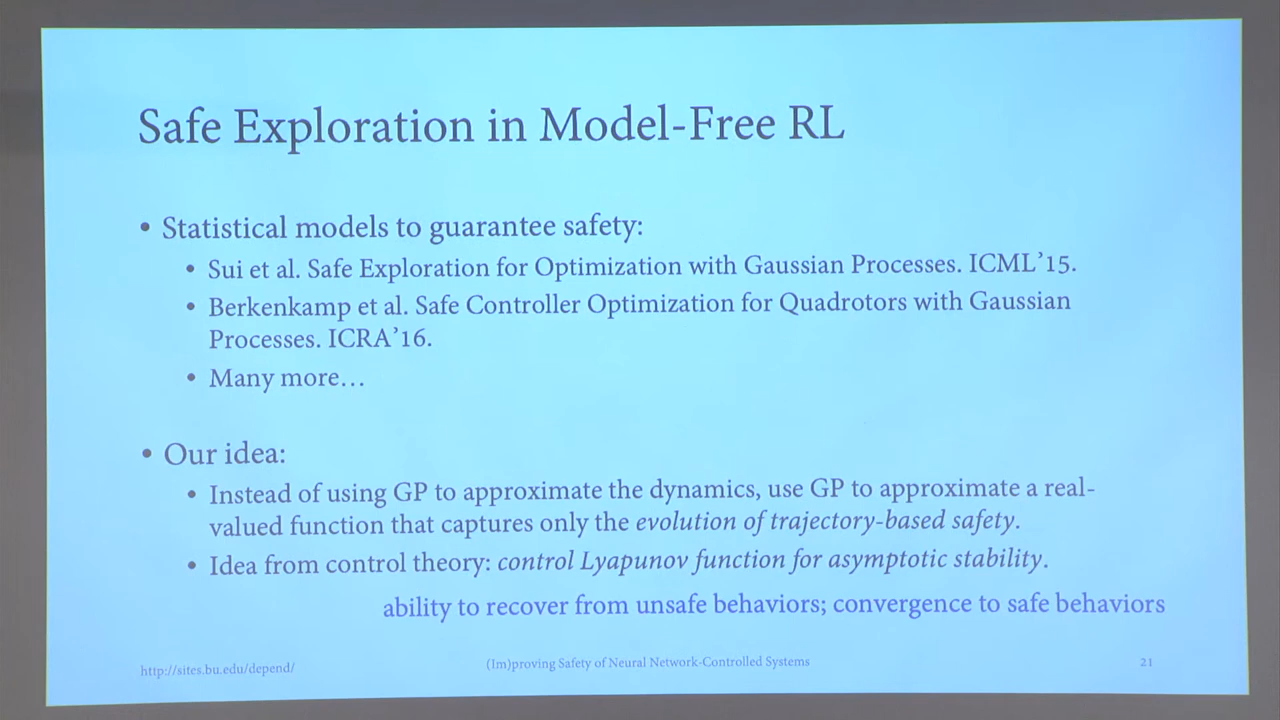 Safe Exploration in Model-Free RL
• Statistical models to guarantee safety:
• Sui et al. Safe Exploration for Optimization with Gaussian Processes. ICML’15.
• Berkenkamp et al. Safe Controller Optimization for Quadrotors with Gaussian
Processes. ICRA’16.
• Many more…
• Our idea:
• Instead of using GP to approximate the dynamics, use GP to approximate a real-
valued function that captures only the evolution of trajectory-based safety.
• Idea from control theory: control Lyapunov function for asymptotic stability.
ability to recover from unsafe behaviors; convergence to safe behaviors
http://sites.bu.edu/depend/
(Im)proving Safety of Neural Network-Controlled Systems
21